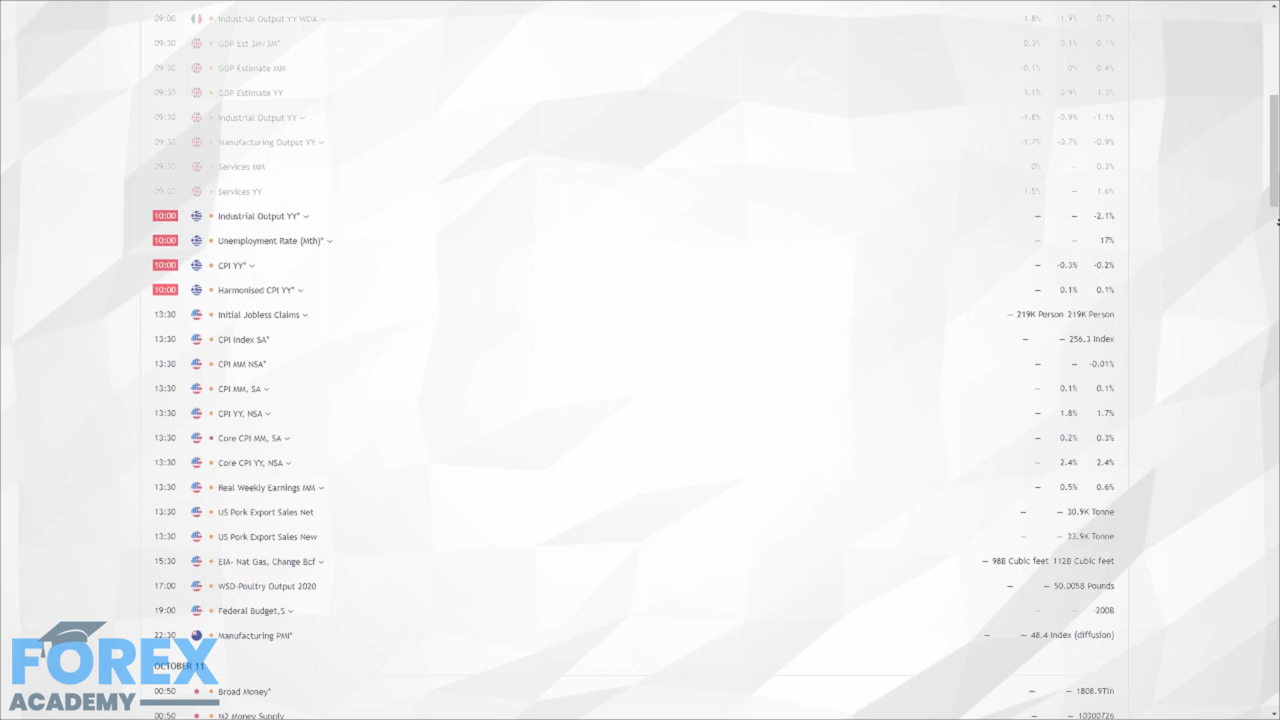 09:00 Industrial Output YY WDA 1.8% 1.9% 0.7%
09:30 GDP Est 3M/3M* 0.3% 0.1% 0.1%
09:30 GDP Estimate MM -0.1% 0% 0.4%
09:30 GDP Estimate YY 1.1% 0.9% 1.3%
09:30 Industrial Output YY -1.8% -0.9% -1.1%
09:30 Manufacturing Output YY -1.7% -0.7% -0.9%
09:30 Services MM 0% — 0.3%
09:30 Services YY 1.5% — 1.6%
10:00 Industrial Output YY* — — -2.1%
10:00 Unemployment Rate (Mth)* — — 17%
10:00 CPI YY* — -0.3% -0.2%
10:00 Harmonised CPI YY* — 0.1% 0.1%
13:30 Initial Jobless Claims — 219K Person 219K Person
13:30 CPI Index SA* — — 256.3 Index
13:30 CPI MM NSA* — — -0.01%
13:30 CPI MM, SA — 0.1% 0.1%
13:30 CPI YY, NSA — 1.8% 1.7%
13:30 Core CPI MM, SA — 0.2% 0.3%
13:30 Core CPI YY, NSA — 2.4% 2.4%
13:30 Real Weekly Earnings MM — 0.5% 0.6%
13:30 US Pork Export Sales Net — — 30.9K Tonne
13:30 US Pork Export Sales New — — 33.9K Tonne
15:30 EIA- Nat Gas, Change Bcf — 98B Cubic feet 112B Cubic feet
17:00 WSD-Poultry Output 2020 — — 50.005B Pounds
19:00 Federal Budget,$ — — -200B
22:30 Manufacturing PMI* — — 48.4 Index (diffusion)
FOREX
ACADEMY
OCTOBER 11
00:50 Broad Money* — — 1808.9Tln
00:50 M2 Money Supply — — 10300726